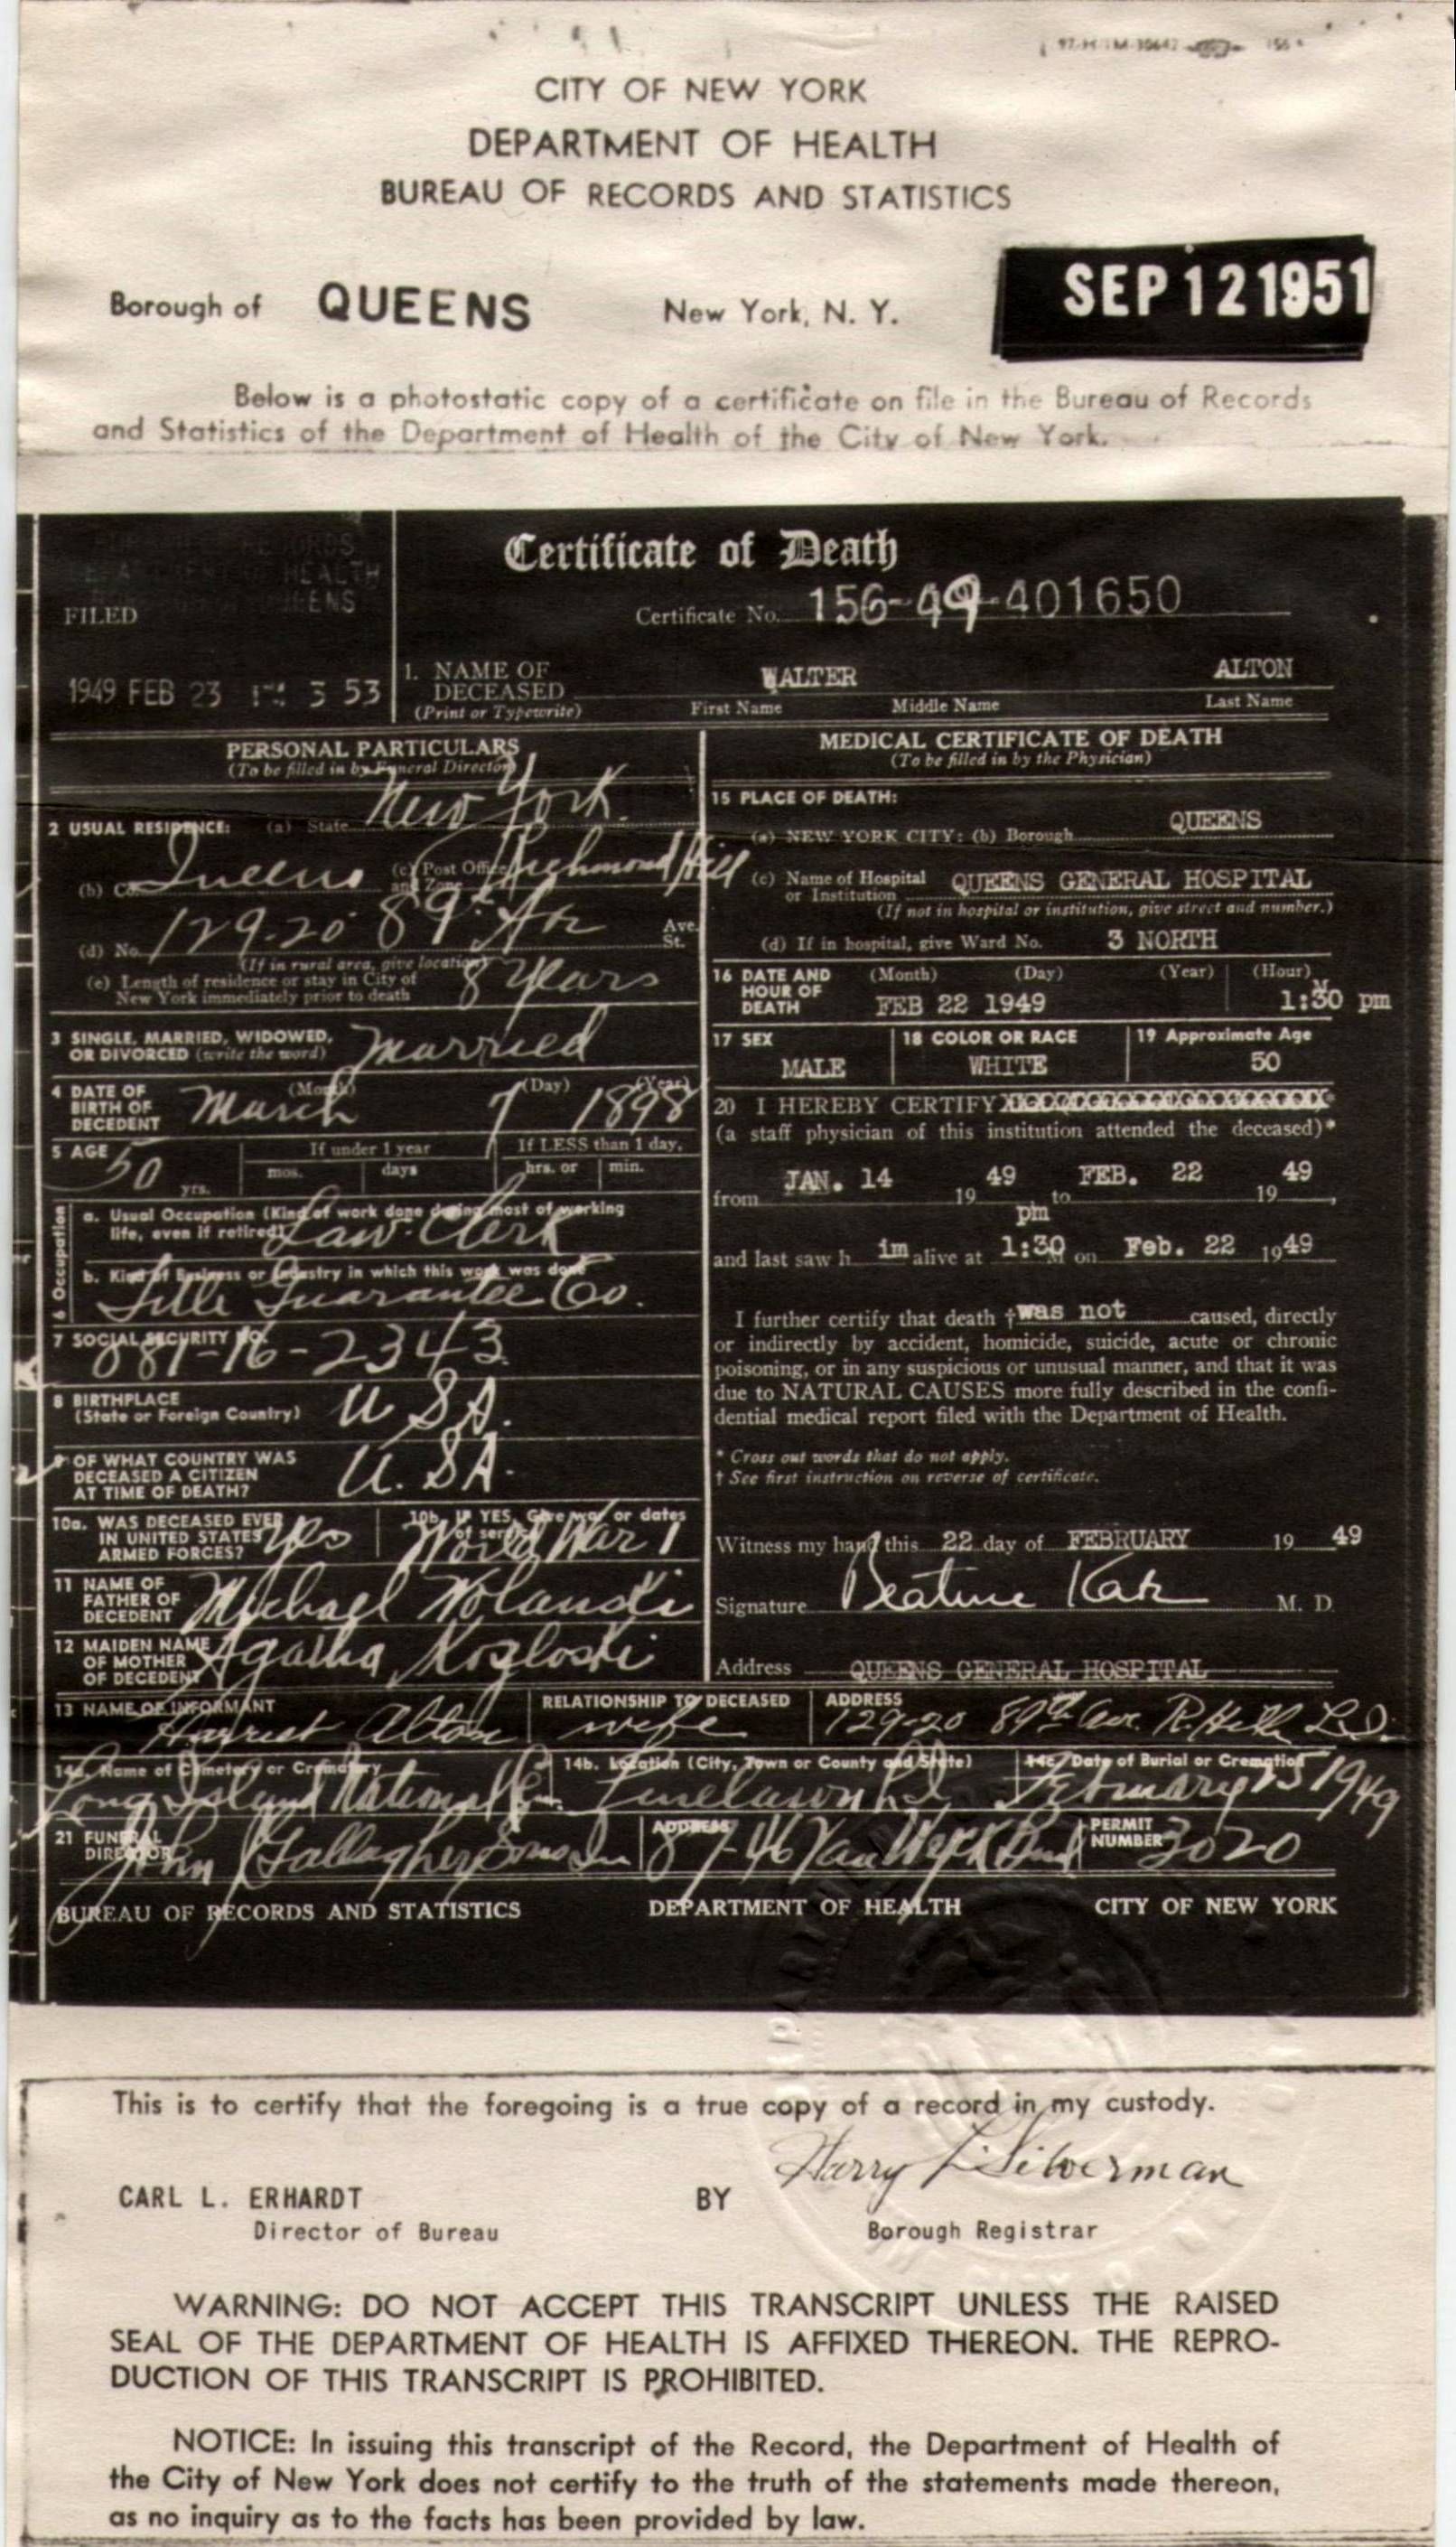 CITY OF NEW YORK
DEPARTMENT OF HEALTH
BUREAU OF RECORDS AND STATISTICS
Borough of QUEENS New York, N. Y. SEP 12 1951
Below is a photostatic copy of a certificate on file in the Bureau of Records
and Statistics of the Department of Health of the City of New York.
Certificate of Death
RECORDS
HEALTH
FILED
Certificate No. 156-49-401650
1949 FEB 23 3 53
1. NAME OF DECEASED (Print or Typewrite) WALTER ALTON
First Name Middle Name Last Name
PERSONAL PARTICULARS
(To be filled in by Funeral Director)
2 USUAL RESIDENCE: (a) State New York.
(b) Co. Queens (c) Post Office and Zone Richmond Hill
(d) No. 129-20 89th Ave Ave. St.
(If in rural area, give location)
(e) Length of residence or stay in City of New York immediately prior to death 8 Years
3 SINGLE, MARRIED, WIDOWED, OR DIVORCED (write the word) Married
4 DATE OF BIRTH OF DECEDENT (Month) (Day) (Year) March 7 1898
5 AGE 50 yrs. If under 1 year mos. days If LESS than 1 day, hrs. or min.
6 Occupation
a. Usual Occupation (Kind of work done during most of working life, even if retired) Law-Clerk
b. Kind of Business or Industry in which this work was done Title Guarantee Co.
7 SOCIAL SECURITY NO. 081-16-2343
8 BIRTHPLACE (State or Foreign Country) U SA.
9 OF WHAT COUNTRY WAS DECEASED A CITIZEN AT TIME OF DEATH? U. SA.
10a. WAS DECEASED EVER IN UNITED STATES ARMED FORCES? Yes 10b. IF YES, Give war or dates of service World War 1
11 NAME OF FATHER OF DECEDENT Michael Wolanski
12 MAIDEN NAME OF MOTHER OF DECEDENT Agatha Kozloski
MEDICAL CERTIFICATE OF DEATH
(To be filled in by the Physician)
15 PLACE OF DEATH:
(a) NEW YORK CITY: (b) Borough QUEENS
(c) Name of Hospital or Institution QUEENS GENERAL HOSPITAL
(If not in hospital or institution, give street and number.)
(d) If in hospital, give Ward No. 3 NORTH
16 DATE AND HOUR OF DEATH (Month) (Day) (Year) (Hour)
FEB 22 1949 1:30 pm M
17 SEX MALE 18 COLOR OR RACE WHITE 19 Approximate Age 50
20 I HEREBY CERTIFY
(a staff physician of this institution attended the deceased)*
from JAN. 14 19 49 to FEB. 22 19 49,
and last saw h im alive at 1:30 pm M on Feb. 22 1949
I further certify that death † was not caused, directly
or indirectly by accident, homicide, suicide, acute or chronic
poisoning, or in any suspicious or unusual manner, and that it was
due to NATURAL CAUSES more fully described in the confi-
dential medical report filed with the Department of Health.
* Cross out words that do not apply.
† See first instruction on reverse of certificate.
Witness my hand this 22 day of FEBRUARY 19 49
Signature Beatrice Katz M. D.
Address QUEENS GENERAL HOSPITAL
13 NAME OF INFORMANT Harriet Alton RELATIONSHIP TO DECEASED wife ADDRESS 129-20 89th Ave. R. Hill L.I.
14a. Name of Cemetery or Crematory Long Island National Cem. 14b. Location (City, Town or County and State) Pinelawn L I 14c. Date of Burial or Cremation February 25 1949
21 FUNERAL DIRECTOR John Gallagher Sons In ADDRESS 87-46 Van Wyck Blvd PERMIT NUMBER 3020
BUREAU OF RECORDS AND STATISTICS DEPARTMENT OF HEALTH CITY OF NEW YORK
This is to certify that the foregoing is a true copy of a record in my custody.
Harry L Silverman
CARL L. ERHARDT BY
Director of Bureau Borough Registrar
WARNING: DO NOT ACCEPT THIS TRANSCRIPT UNLESS THE RAISED
SEAL OF THE DEPARTMENT OF HEALTH IS AFFIXED THEREON. THE REPRO-
DUCTION OF THIS TRANSCRIPT IS PROHIBITED.
NOTICE: In issuing this transcript of the Record, the Department of Health of
the City of New York does not certify to the truth of the statements made thereon,
as no inquiry as to the facts has been provided by law.